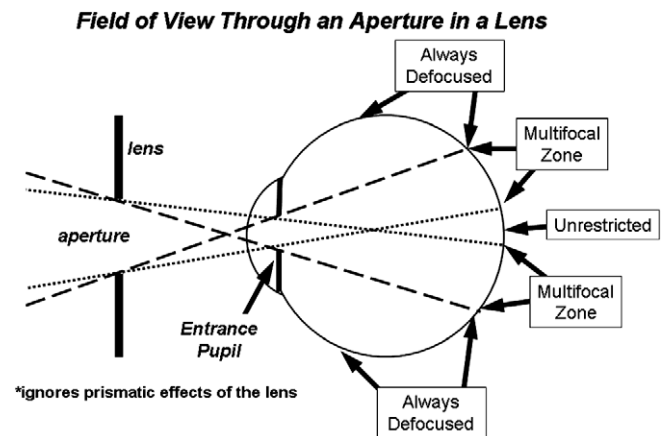 Field of View Through an Aperture in a Lens
Always
Defocused
lens
Multifocal
Zone
aperture
Unrestricted
Multifocal
Zone
Entrance
Pupil
*ignores prismatic effects of the lens
Always
Defocused